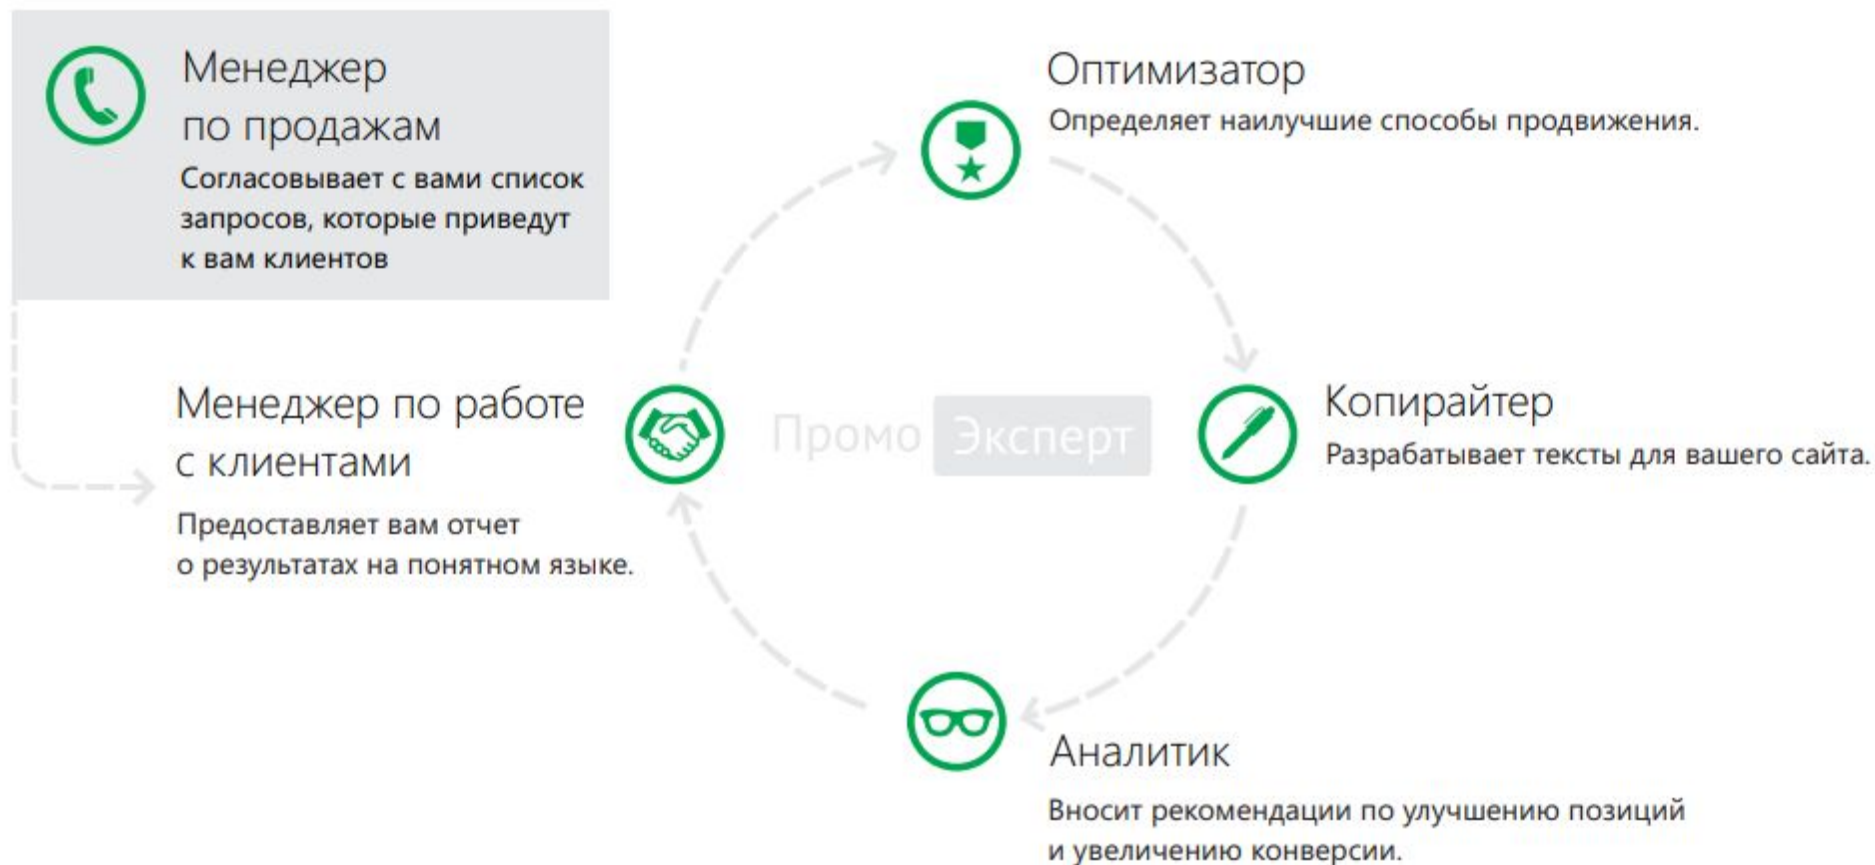 Менеджер
по продажам
Согласовывает с вами список
запросов, которые приведут
к вам клиентов
Оптимизатор
Определяет наилучшие способы продвижения.
Менеджер по работе
с клиентами
Предоставляет вам отчет
о результатах на понятном языке.
Промо Эксперт
Копирайтер
Разрабатывает тексты для вашего сайта.
Аналитик
Вносит рекомендации по улучшению позиций
и увеличению конверсии.